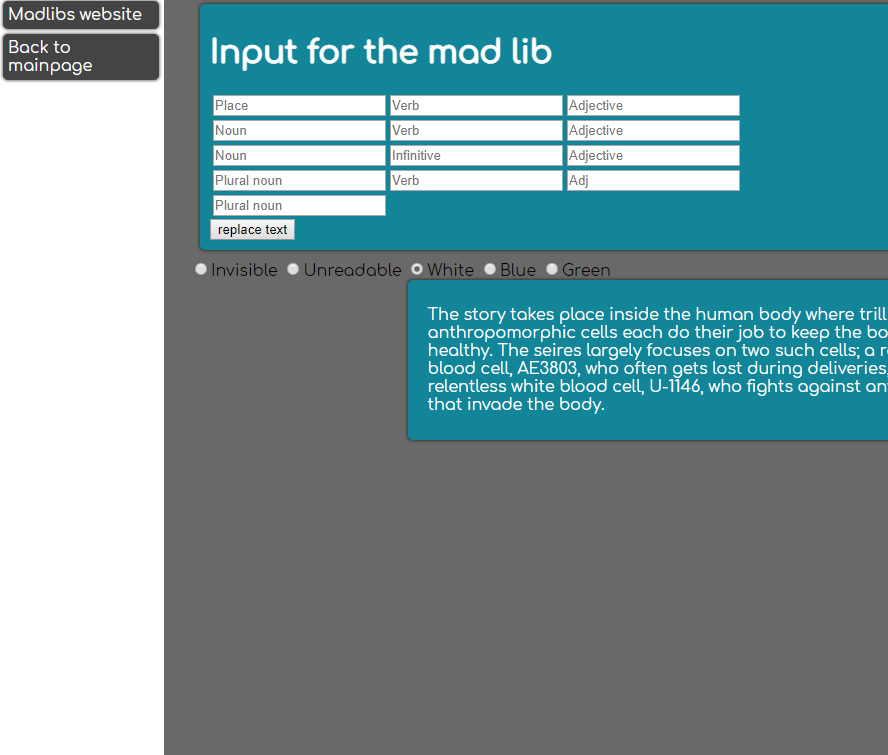 Madlibs website
Back to
mainpage
Input for the mad lib
Place Verb Adjective
Noun Verb Adjective
Noun Infinitive Adjective
Plural noun Verb Adj
Plural noun
replace text
Invisible Unreadable White Blue Green
The story takes place inside the human body where trill
anthropomorphic cells each do their job to keep the bo
healthy. The seires largely focuses on two such cells; a r
blood cell, AE3803, who often gets lost during deliveries,
relentless white blood cell, U-1146, who fights against an
that invade the body.